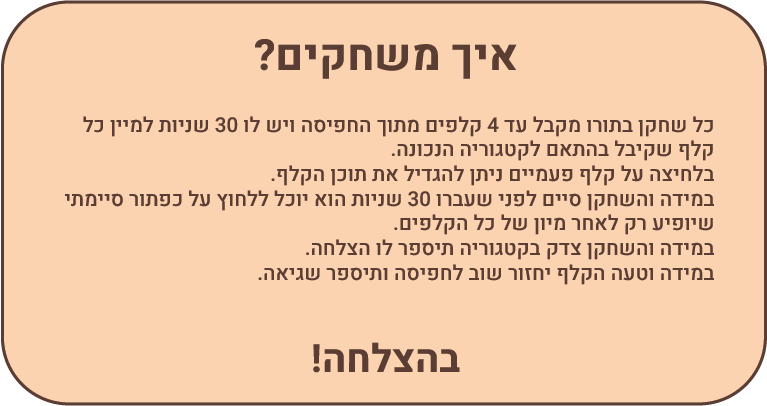 איך משחקים?
כל שחקן בתורו מקבל עד 4 קלפים מתוך החפיסה ויש לו 30 שניות למיין כל
קלף שקיבל בהתאם לקטגוריה הנכונה.
בלחיצה על קלף פעמיים ניתן להגדיל את תוכן הקלף.
במידה והשחקן סיים לפני שעברו 30 שניות הוא יוכל ללחוץ על כפתור סיימתי
שיופיע רק לאחר מיון של כל הקלפים.
במידה והשחקן צדק בקטגוריה תיספר לו הצלחה.
במידה וטעה הקלף יחזור שוב לחפיסה ותיספר שגיאה.
בהצלחה!